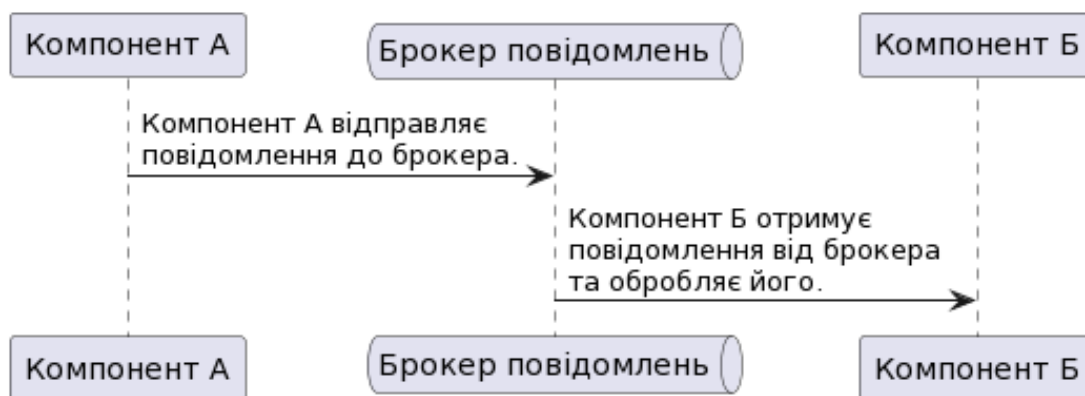 Компонент А
Брокер повідомлень
Компонент Б
Компонент А відправляє
повідомлення до брокера.
Компонент Б отримує
повідомлення від брокера
та обробляє його.
Компонент А
Брокер повідомлень
Компонент Б